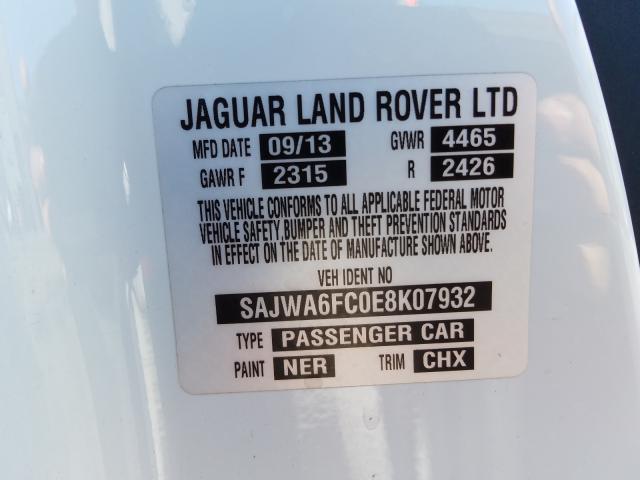 JAGUAR LAND ROVER LTD
MFD DATE 09/13 GVWR 4465
GAWR F 2315 R 2426
THIS VEHICLE CONFORMS TO ALL APPLICABLE FEDERAL MOTOR
VEHICLE SAFETY, BUMPER AND THEFT PREVENTION STANDARDS
IN EFFECT ON THE DATE OF MANUFACTURE SHOWN ABOVE.
VEH IDENT NO
SAJWA6FC0E8K07932
TYPE PASSENGER CAR
PAINT NER TRIM CHX